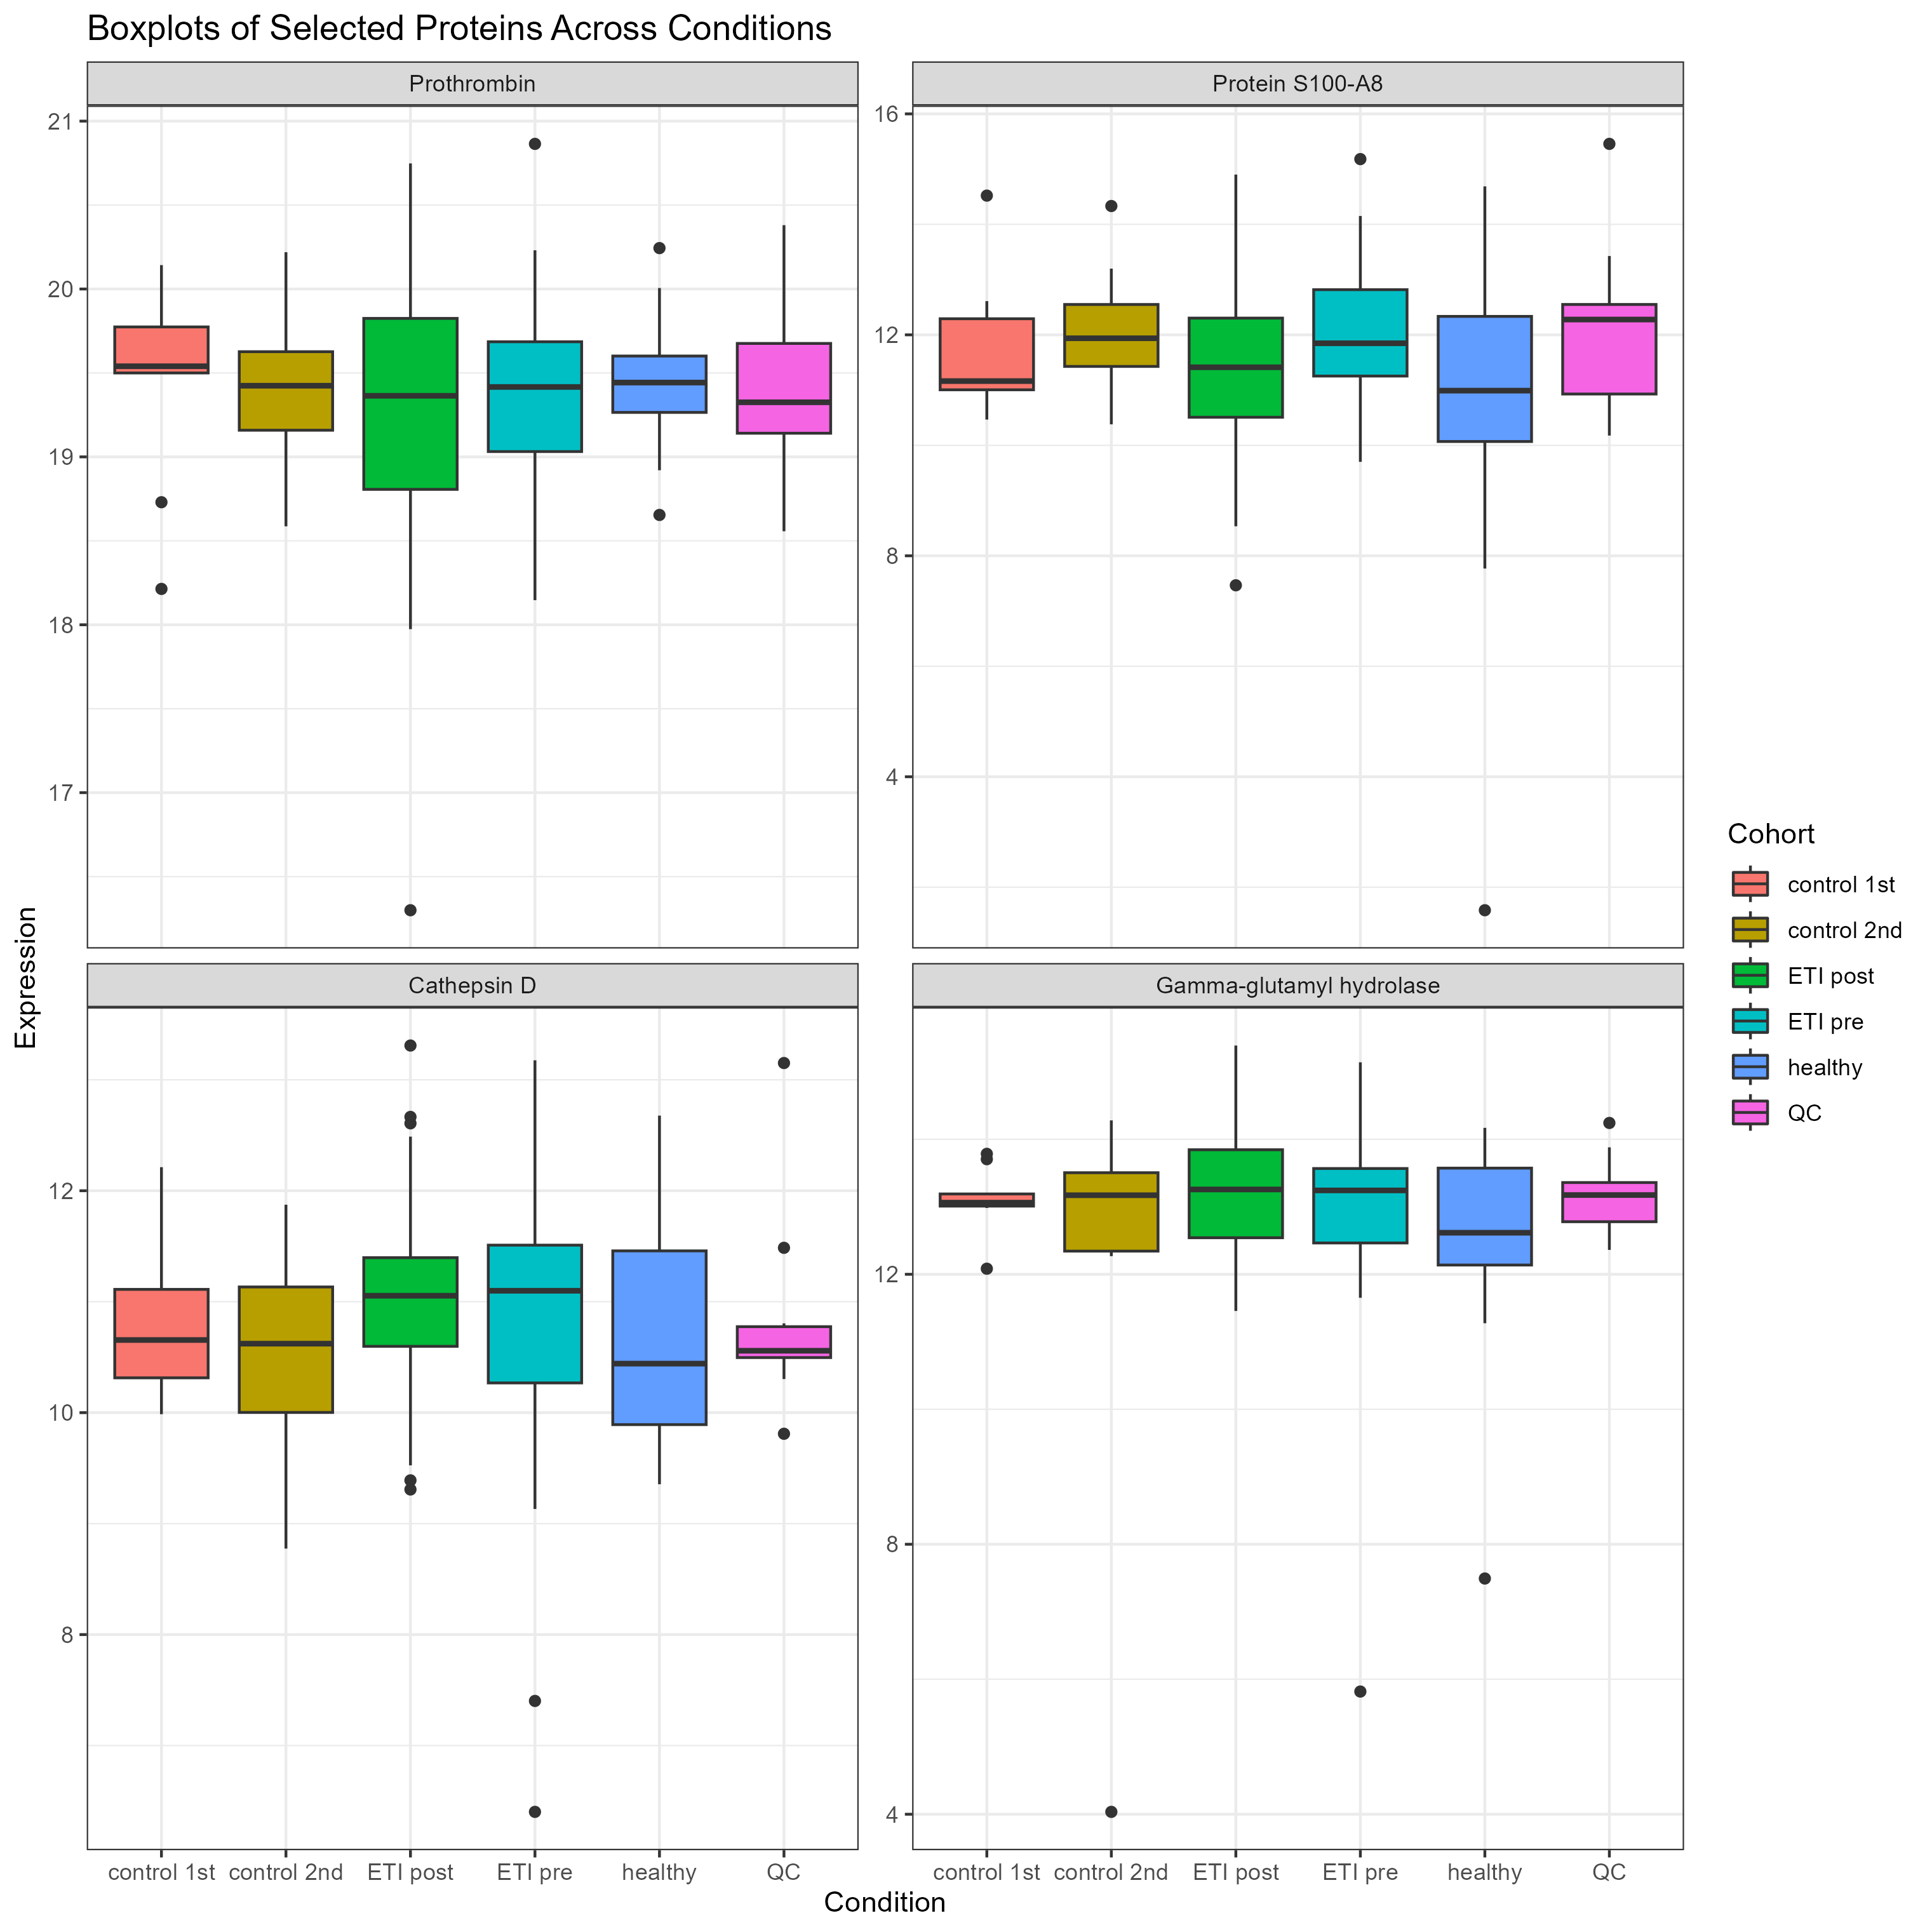 Boxplots of Selected Proteins Across Conditions
Prothrombin
Protein S100-A8
21
20
19
18
17
16
12
8
4
Cathepsin D
Gamma-glutamyl hydrolase
12
10
8
12
8
4
Expression
control 1st control 2nd ETI post ETI pre healthy QC
control 1st control 2nd ETI post ETI pre healthy QC
Condition
Cohort
control 1st
control 2nd
ETI post
ETI pre
healthy
QC